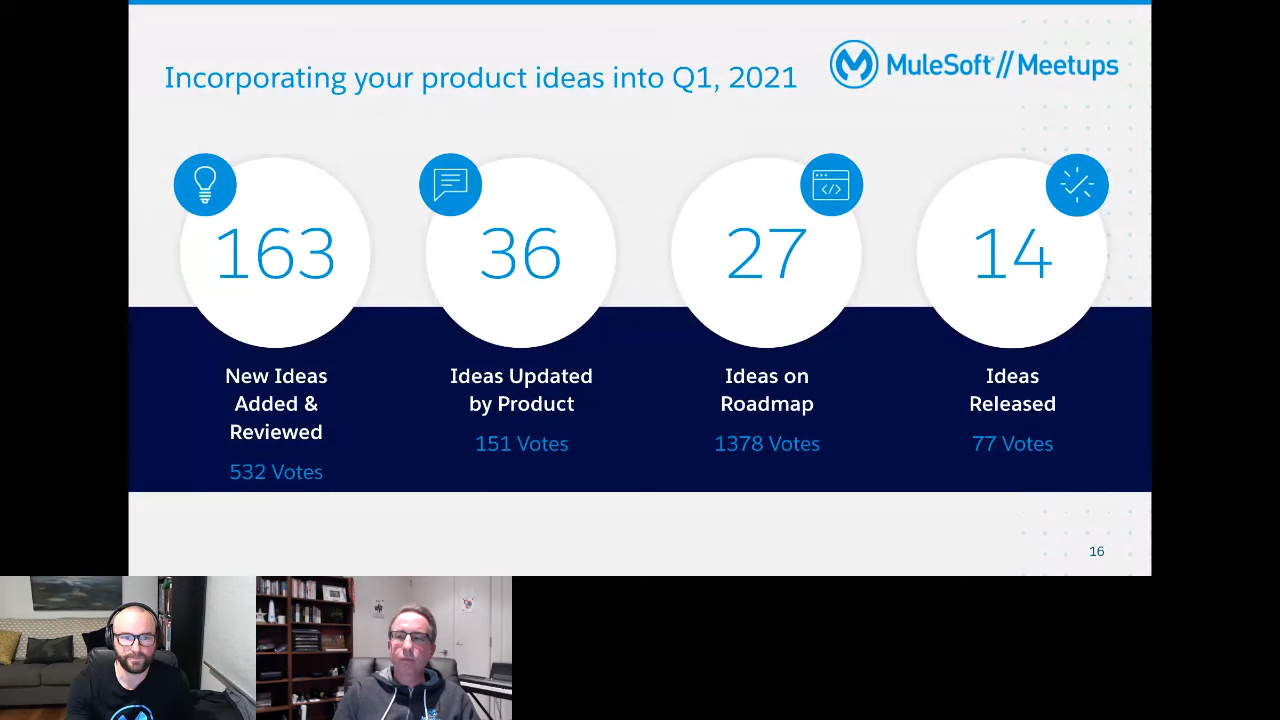 Incorporating your product ideas into Q1, 2021
MuleSoft // Meetups
163
36
27
14
New Ideas
Added &
Reviewed
532 Votes
Ideas Updated
by Product
151 Votes
Ideas on
Roadmap
1378 Votes
Ideas
Released
77 Votes
16